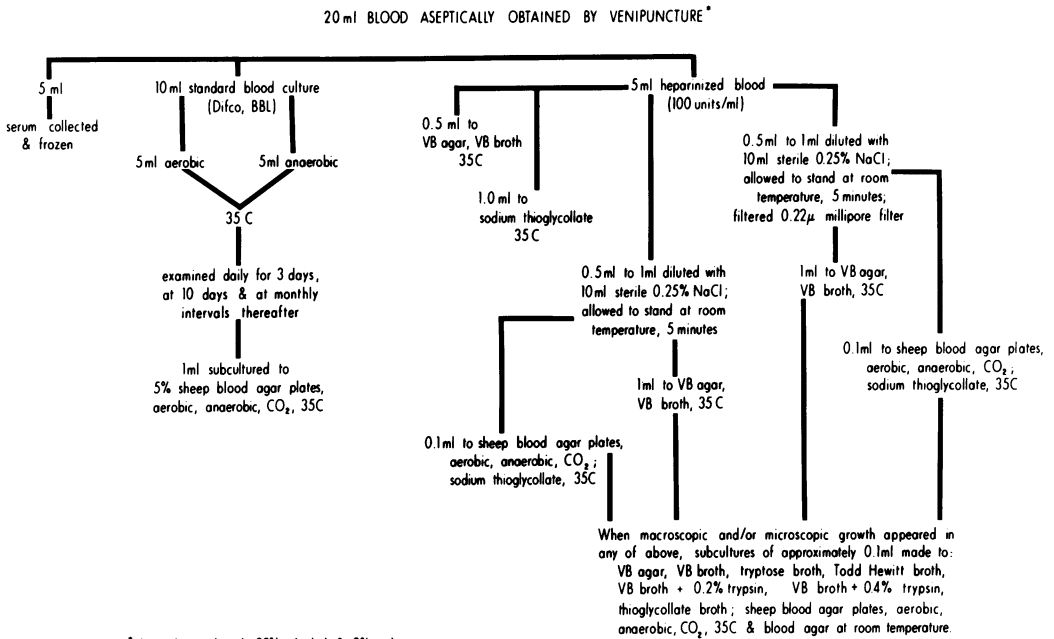 20 ml BLOOD ASEPTICALLY OBTAINED BY VENIPUNCTURE*
5 ml
serum collected
& frozen
10 ml standard blood culture
(Difco, BBL)
5ml aerobic
5ml anaerobic
35 C
examined daily for 3 days,
at 10 days & at monthly
intervals thereafter
1ml subcultured to
5% sheep blood agar plates,
aerobic, anaerobic, CO₂, 35C
5ml heparinized blood
(100 units/ml)
0.5 ml to
VB agar, VB broth
35C
1.0 ml to
sodium thioglycollate
35C
0.5ml to 1ml diluted with
10ml sterile 0.25% NaCl;
allowed to stand at room
temperature, 5 minutes
0.1ml to sheep blood agar plates,
aerobic, anaerobic, CO₂;
sodium thioglycollate, 35C
1ml to VB agar,
VB broth, 35C
0.5ml to 1ml diluted with
10ml sterile 0.25% NaCl;
allowed to stand at room
temperature, 5 minutes;
filtered 0.22µ millipore filter
1ml to VB agar,
VB broth, 35C
0.1ml to sheep blood agar plates,
aerobic, anaerobic, CO₂;
sodium thioglycollate, 35C
When macroscopic and/or microscopic growth appeared in
any of above, subcultures of approximately 0.1ml made to:
VB agar, VB broth, tryptose broth, Todd Hewitt broth,
VB broth + 0.2% trypsin, VB broth + 0.4% trypsin,
thioglycollate broth; sheep blood agar plates, aerobic,
anaerobic, CO₂, 35C & blood agar at room temperature.